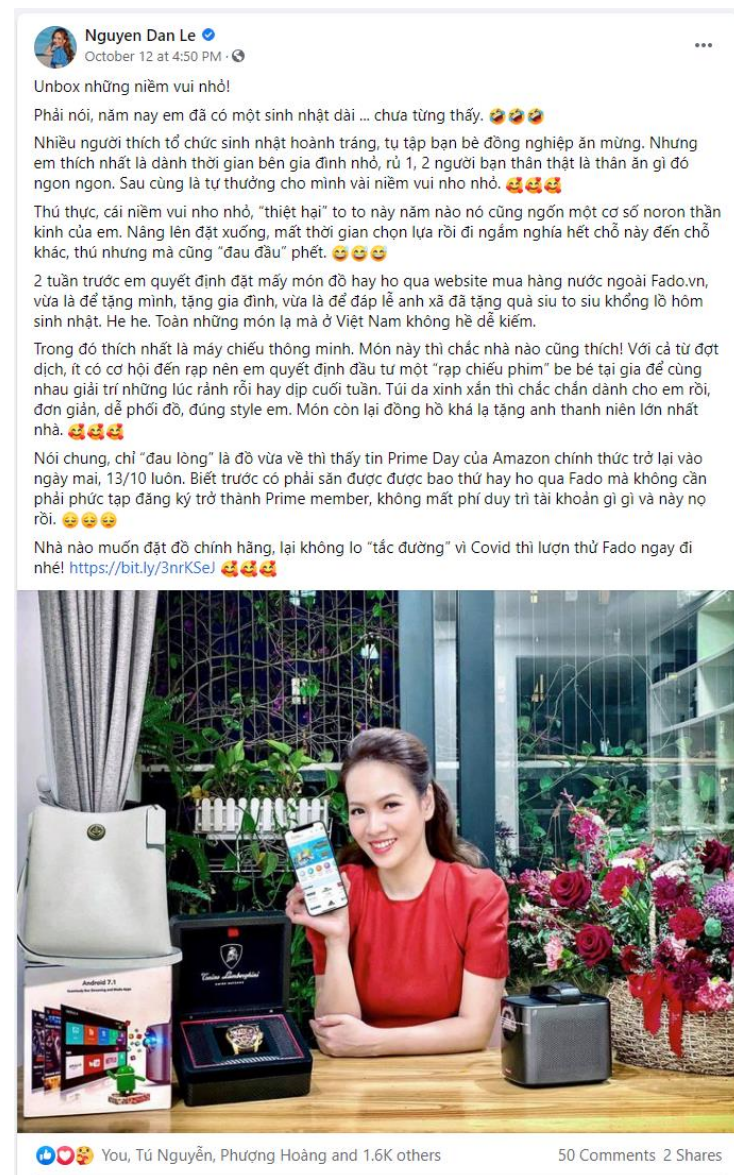 Nguyen Dan Le
October 12 at 4:50 PM ·
Unbox những niềm vui nhỏ!
Phải nói, năm nay em đã có một sinh nhật dài ... chưa từng thấy. 🤣🤣🤣
Nhiều người thích tổ chức sinh nhật hoành tráng, tụ tập bạn bè đồng nghiệp ăn mừng. Nhưng
em thích nhất là dành thời gian bên gia đình nhỏ, rủ 1, 2 người bạn thân thật là thân ăn gì đó
ngon ngon. Sau cùng là tự thưởng cho mình vài niềm vui nho nhỏ. 🥰🥰🥰
Thú thực, cái niềm vui nho nhỏ, “thiệt hại” to to này năm nào nó cũng ngốn một cơ số noron thần
kinh của em. Nâng lên đặt xuống, mất thời gian chọn lựa rồi đi ngắm nghía hết chỗ này đến chỗ
khác, thú nhưng mà cũng “đau đầu” phết. 😅😅😅
2 tuần trước em quyết định đặt mấy món đồ hay ho qua website mua hàng nước ngoài Fado.vn,
vừa là để tặng mình, tặng gia đình, vừa là để đáp lễ anh xã đã tặng quà siu to siu khổng lồ hôm
sinh nhật. He he. Toàn những món lạ mà ở Việt Nam không hề dễ kiếm.
Trong đó thích nhất là máy chiếu thông minh. Món này thì chắc nhà nào cũng thích! Với cả từ đợt
dịch, ít có cơ hội đến rạp nên em quyết định đầu tư một “rạp chiếu phim” be bé tại gia để cùng
nhau giải trí những lúc rảnh rỗi hay dịp cuối tuần. Túi da xinh xắn thì chắc chắn dành cho em rồi,
đơn giản, dễ phối đồ, đúng style em. Món còn lại đồng hồ khá lạ tặng anh thanh niên lớn nhất
nhà. 🥰🥰🥰
Nói chung, chỉ “đau lòng” là đồ vừa về thì thấy tin Prime Day của Amazon chính thức trở lại vào
ngày mai, 13/10 luôn. Biết trước có phải săn được được bao thứ hay ho qua Fado mà không cần
phải phức tạp đăng ký trở thành Prime member, không mất phí duy trì tài khoản gì gì và này nọ
rồi. 😔😔😔
Nhà nào muốn đặt đồ chính hãng, lại không lo “tắc đường” vì Covid thì lượn thử Fado ngay đi
nhé! https://bit.ly/3nrKSeJ 🥰🥰🥰
Android 7.1
Tonino Lamborghini
You, Tú Nguyễn, Phượng Hoàng and 1.6K others
50 Comments 2 Shares